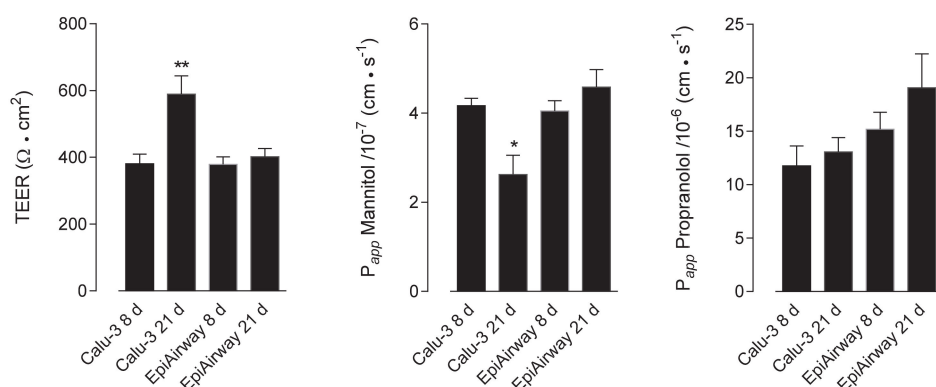 TEER (Ω • cm2)
800
600
400
200
0
**
Calu-3 8 d
Calu-3 21 d
EpiAirway 8 d
EpiAirway 21 d
Papp Mannitol /10-7 (cm • s-1)
6
4
2
0
*
Calu-3 8 d
Calu-3 21 d
EpiAirway 8 d
EpiAirway 21 d
Papp Propranolol /10-6 (cm • s-1)
25
20
15
10
5
0
Calu-3 8 d
Calu-3 21 d
EpiAirway 8 d
EpiAirway 21 d